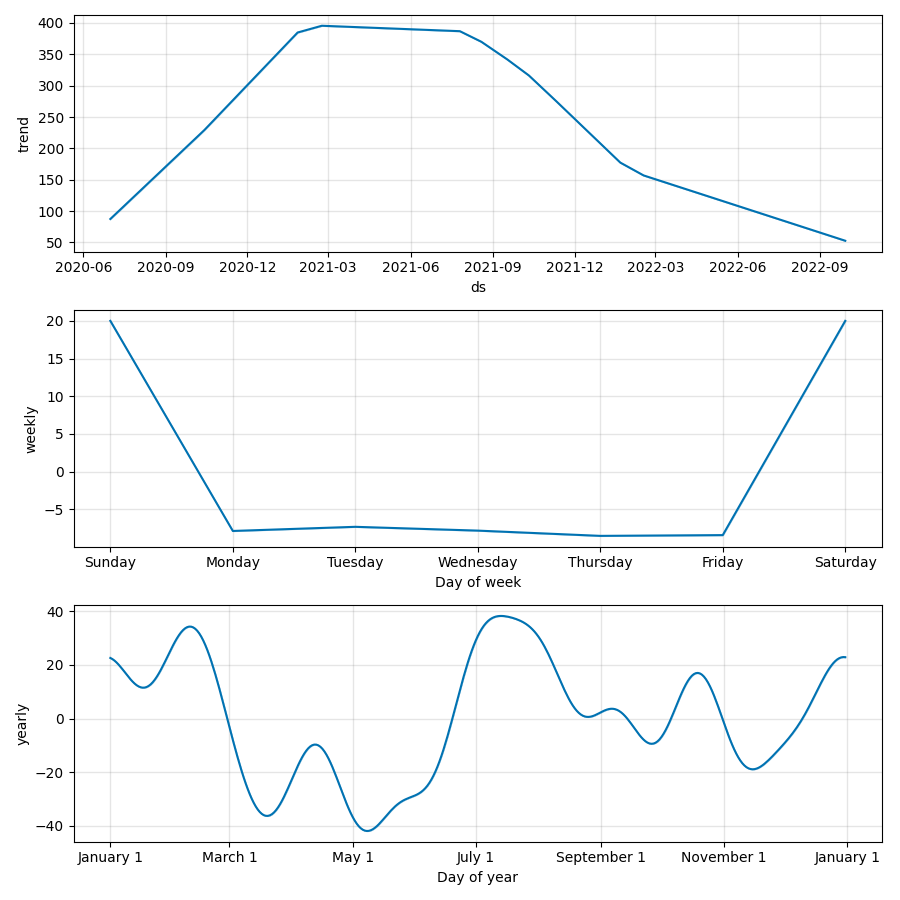 400
350
300
250
200
150
100
50
trend
2020-06 2020-09 2020-12 2021-03 2021-06 2021-09 2021-12 2022-03 2022-06 2022-09
ds
20
15
10
5
0
−5
weekly
Sunday Monday Tuesday Wednesday Thursday Friday Saturday
Day of week
40
20
0
−20
−40
yearly
January 1 March 1 May 1 July 1 September 1 November 1 January 1
Day of year